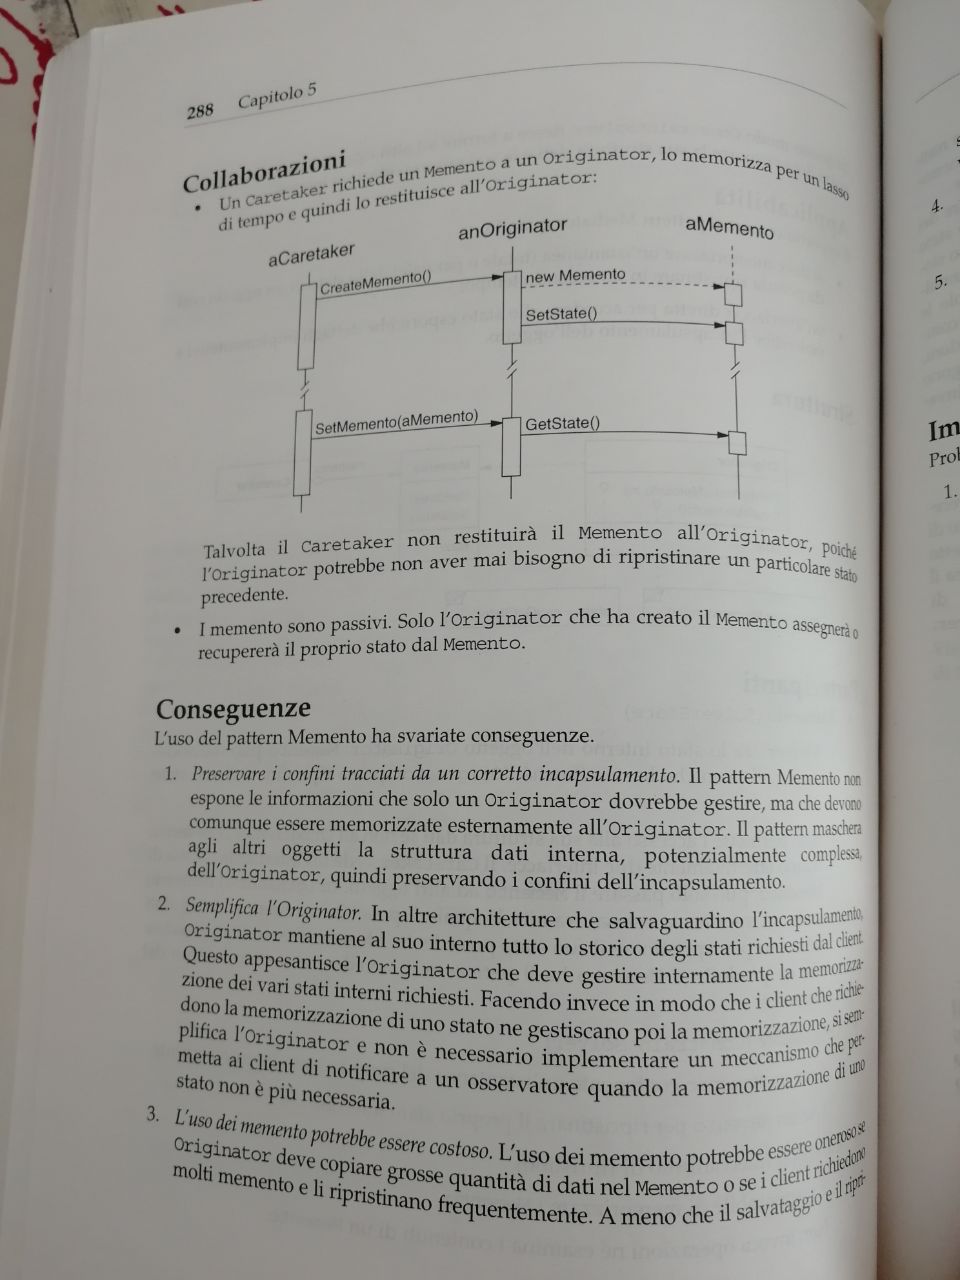 288 Capitolo 5
Collaborazioni
• Un Caretaker richiede un Memento a un Originator, lo memorizza per un lasso
di tempo e quindi lo restituisce all'Originator:
aCaretaker anOriginator aMemento
CreateMemento() new Memento
SetState()
SetMemento(aMemento) GetState()
Talvolta il Caretaker non restituirà il Memento all'Originator, poiché
l'Originator potrebbe non aver mai bisogno di ripristinare un particolare stato
precedente.
• I memento sono passivi. Solo l'Originator che ha creato il Memento assegnerà o
recupererà il proprio stato dal Memento.
Conseguenze
L'uso del pattern Memento ha svariate conseguenze.
1. Preservare i confini tracciati da un corretto incapsulamento. Il pattern Memento non
espone le informazioni che solo un Originator dovrebbe gestire, ma che devono
comunque essere memorizzate esternamente all'Originator. Il pattern maschera
agli altri oggetti la struttura dati interna, potenzialmente complessa,
dell'Originator, quindi preservando i confini dell'incapsulamento.
2. Semplifica l'Originator. In altre architetture che salvaguardino l'incapsulamento,
Originator mantiene al suo interno tutto lo storico degli stati richiesti dal client.
Questo appesantisce l'Originator che deve gestire internamente la memorizza-
zione dei vari stati interni richiesti. Facendo invece in modo che i client che richie-
dono la memorizzazione di uno stato ne gestiscano poi la memorizzazione, si sem-
plifica l'Originator e non è necessario implementare un meccanismo che per-
metta ai client di notificare a un osservatore quando la memorizzazione di uno
stato non è più necessaria.
3. L'uso dei memento potrebbe essere costoso. L'uso dei memento potrebbe essere oneroso se
Originator deve copiare grosse quantità di dati nel Memento o se i client richiedono
molti memento e li ripristinano frequentemente. A meno che il salvataggio e il ripri-
4.
5.
Im
Prob
1.